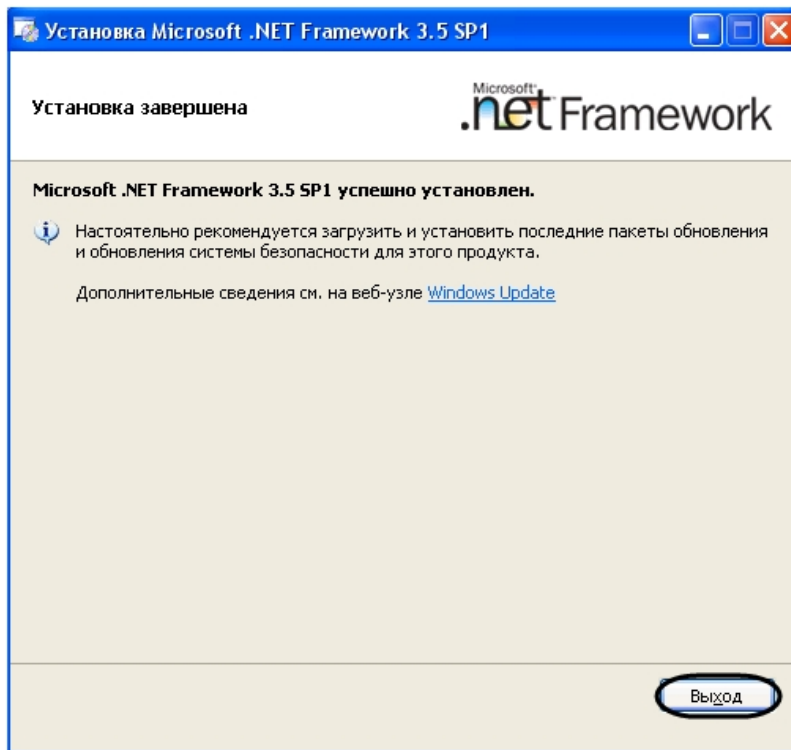 Установка Microsoft .NET Framework 3.5 SP1
Установка завершена
Microsoft
.net Framework
Microsoft .NET Framework 3.5 SP1 успешно установлен.
Настоятельно рекомендуется загрузить и установить последние пакеты обновления
и обновления системы безопасности для этого продукта.
Дополнительные сведения см. на веб-узле Windows Update
Выход